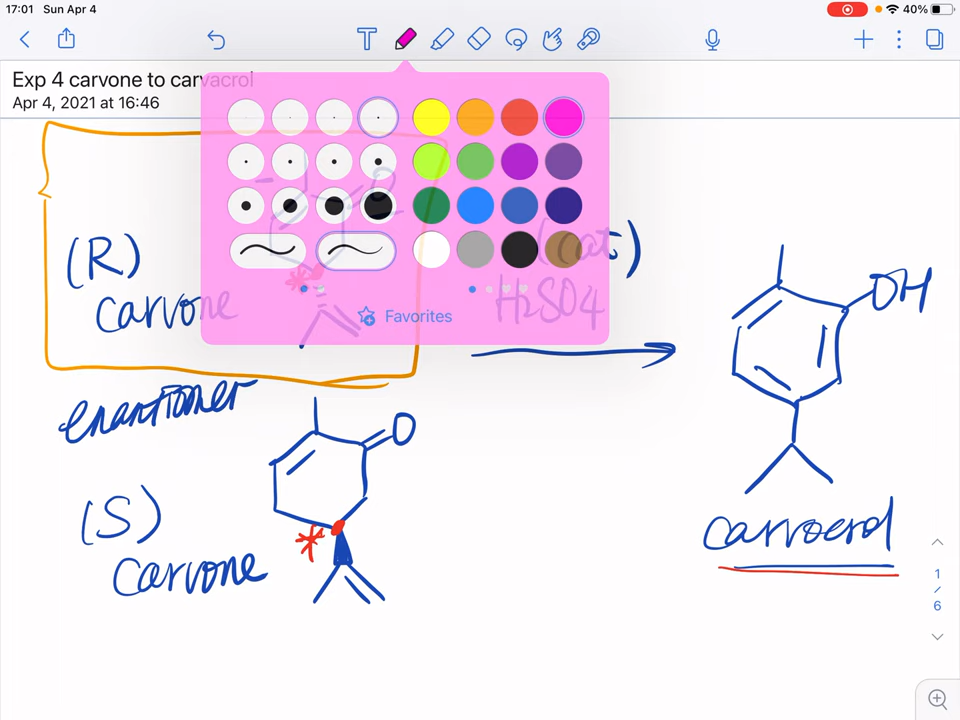 17:01 Sun Apr 4
40%
T
Exp 4 carvone to carvacrol
Apr 4, 2021 at 16:46
(R)
carvone
O
(cat)
H2SO4
Favorites
OH
enantiomer
O
(S)
Carvone
*
carvacrol
1
/
6